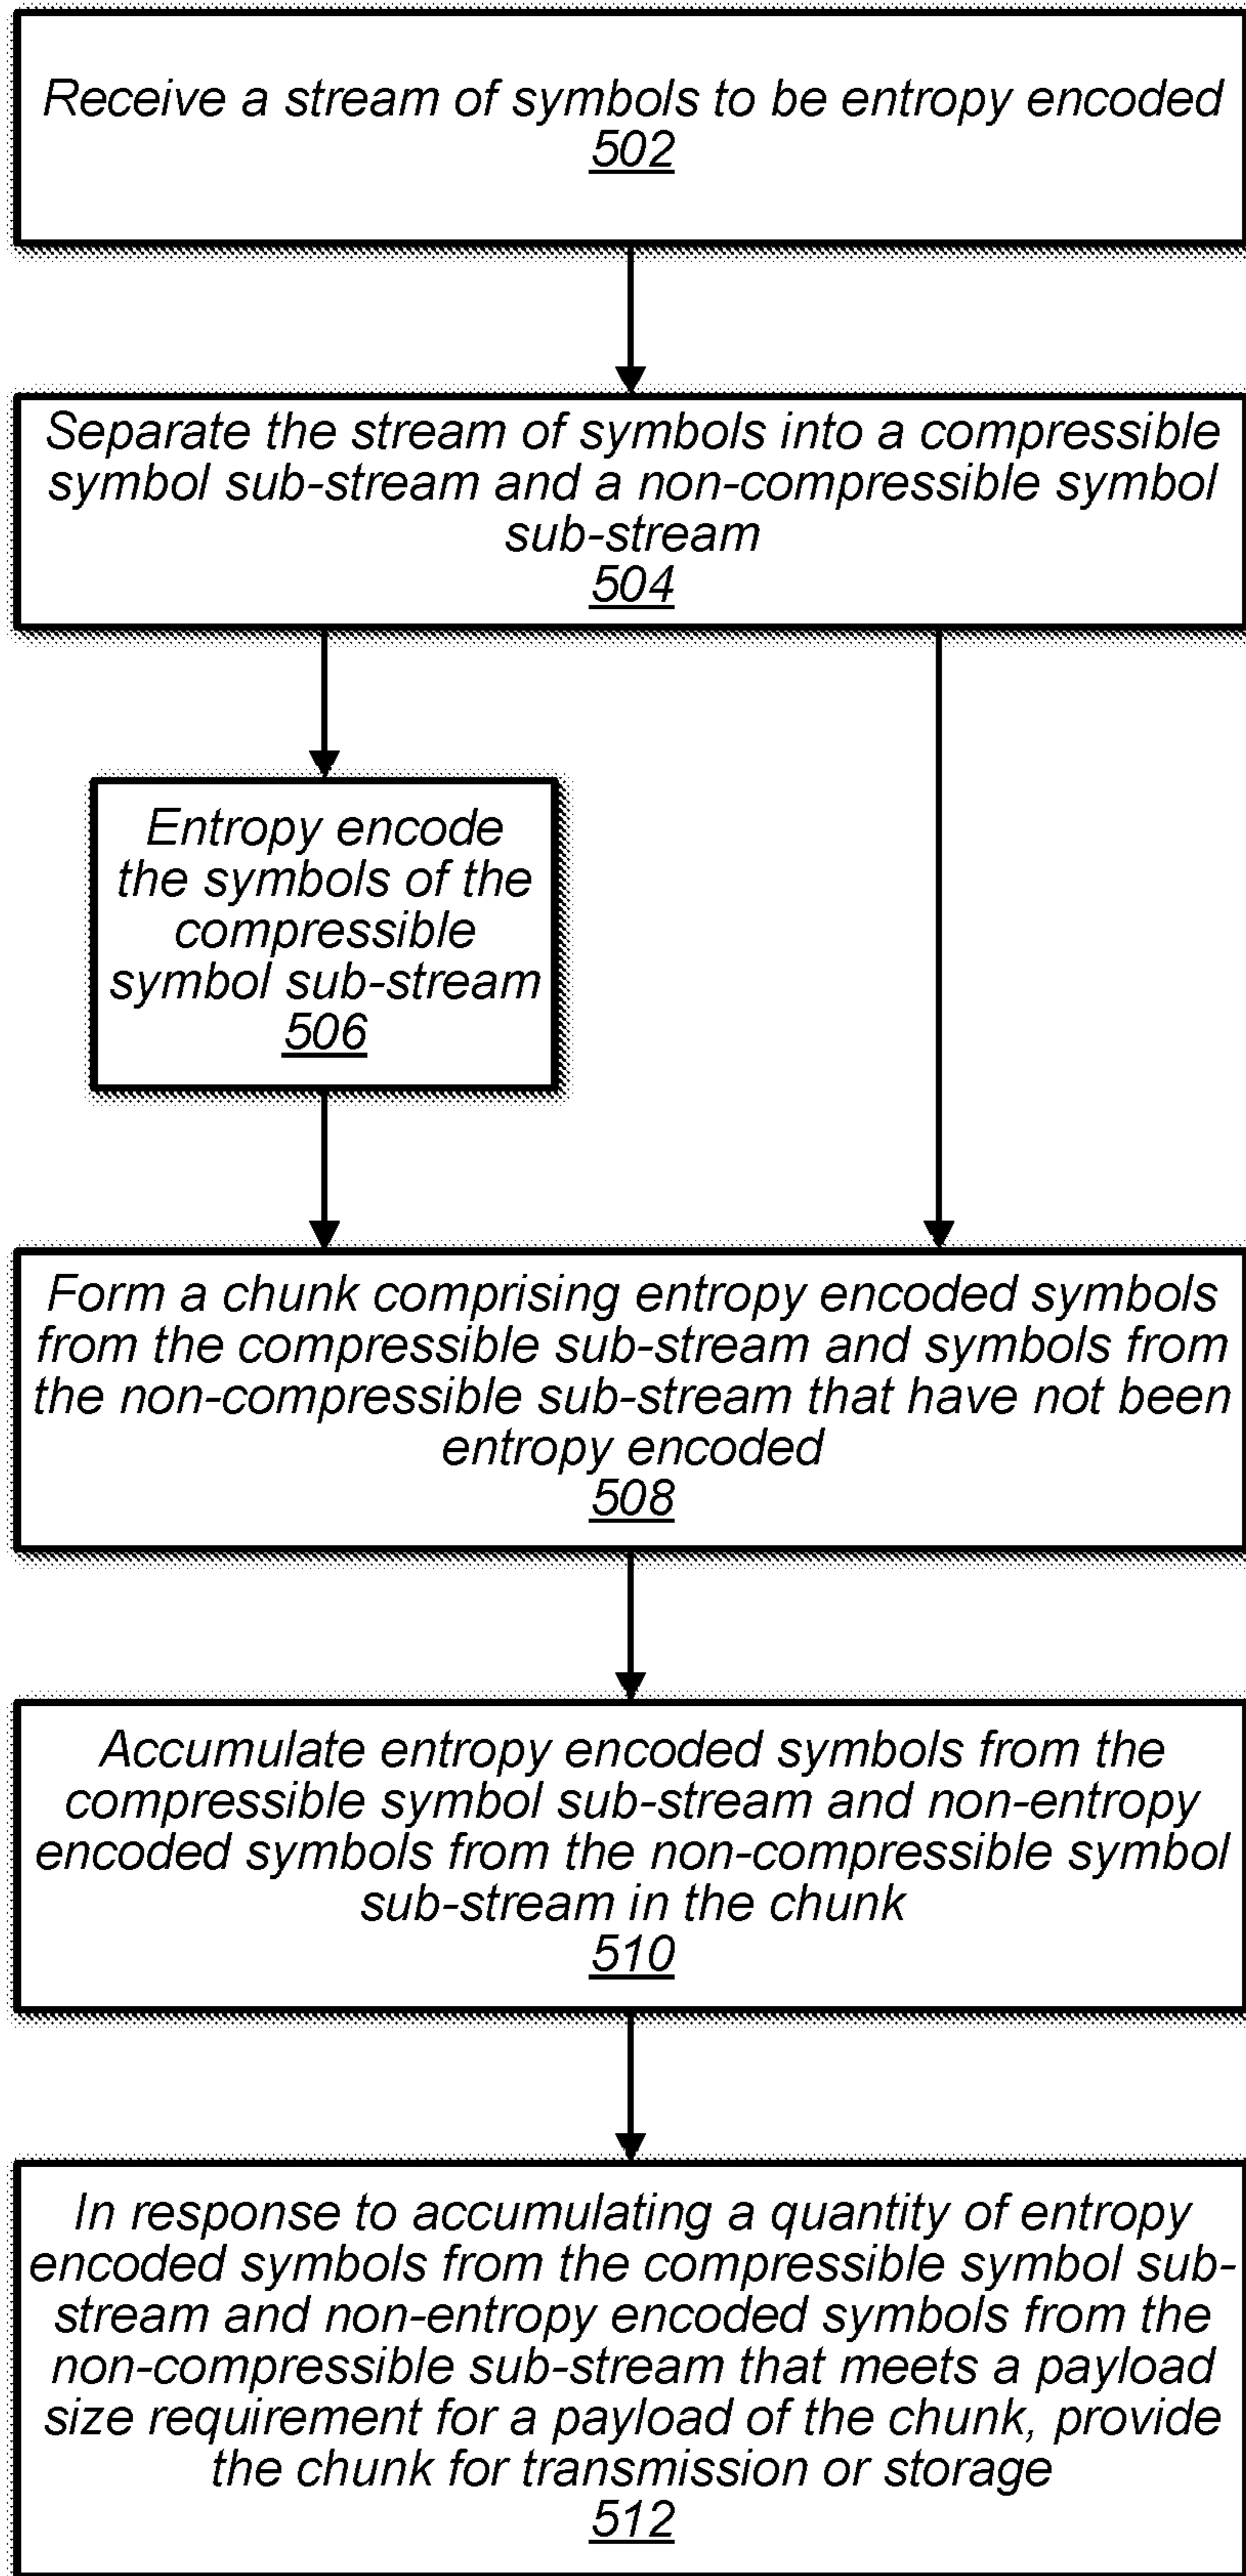 Receive a stream of symbols to be entropy encoded
502
Separate the stream of symbols into a compressible
symbol sub-stream and a non-compressible symbol
sub-stream
504
Entropy encode
the symbols of the
compressible
symbol sub-stream
506
Form a chunk comprising entropy encoded symbols
from the compressible sub-stream and symbols from
the non-compressible sub-stream that have not been
entropy encoded
508
Accumulate entropy encoded symbols from the
compressible symbol sub-stream and non-entropy
encoded symbols from the non-compressible symbol
sub-stream in the chunk
510
In response to accumulating a quantity of entropy
encoded symbols from the compressible symbol sub-
stream and non-entropy encoded symbols from the
non-compressible sub-stream that meets a payload
size requirement for a payload of the chunk, provide
the chunk for transmission or storage
512